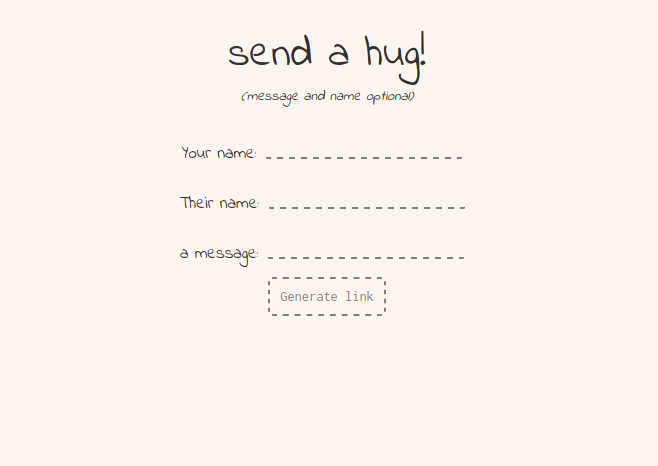 send a hug!
(message and name optional)
Your name:
Their name:
a message:
Generate link